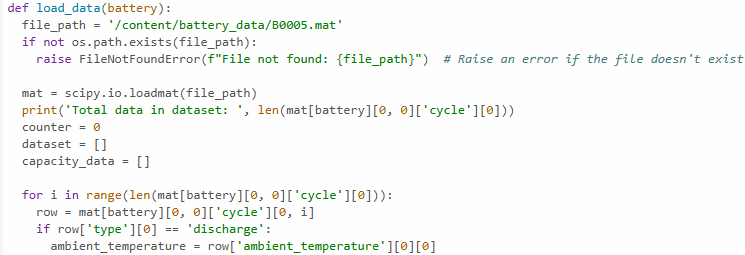 def load_data(battery):
  file_path = '/content/battery_data/B0005.mat'
  if not os.path.exists(file_path):
    raise FileNotFoundError(f"File not found: {file_path}")  # Raise an error if the file doesn't exist

  mat = scipy.io.loadmat(file_path)
  print('Total data in dataset: ', len(mat[battery][0, 0]['cycle'][0]))
  counter = 0
  dataset = []
  capacity_data = []

  for i in range(len(mat[battery][0, 0]['cycle'][0])):
    row = mat[battery][0, 0]['cycle'][0, i]
    if row['type'][0] == 'discharge':
      ambient_temperature = row['ambient_temperature'][0][0]